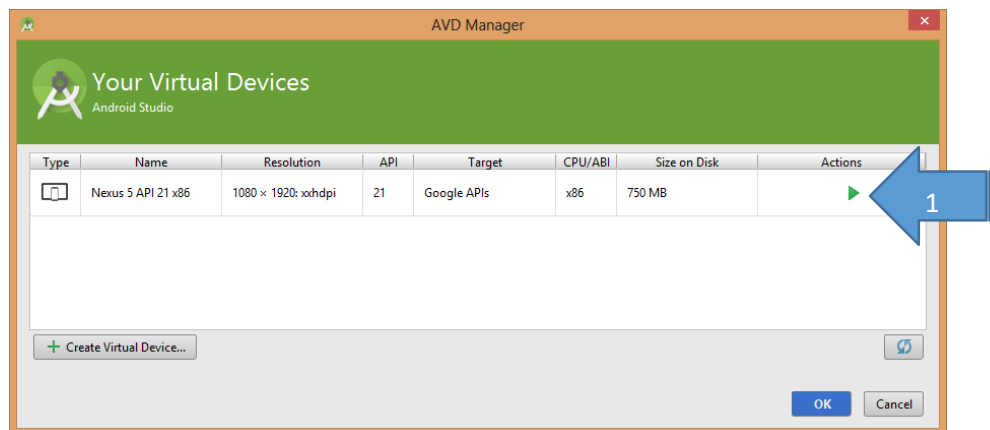 AVD Manager
Your Virtual Devices
Android Studio
Type Name Resolution API Target CPU/ABI Size on Disk Actions
Nexus 5 API 21 x86 1080 × 1920: xxhdpi 21 Google APIs x86 750 MB
1
Create Virtual Device...
OK Cancel